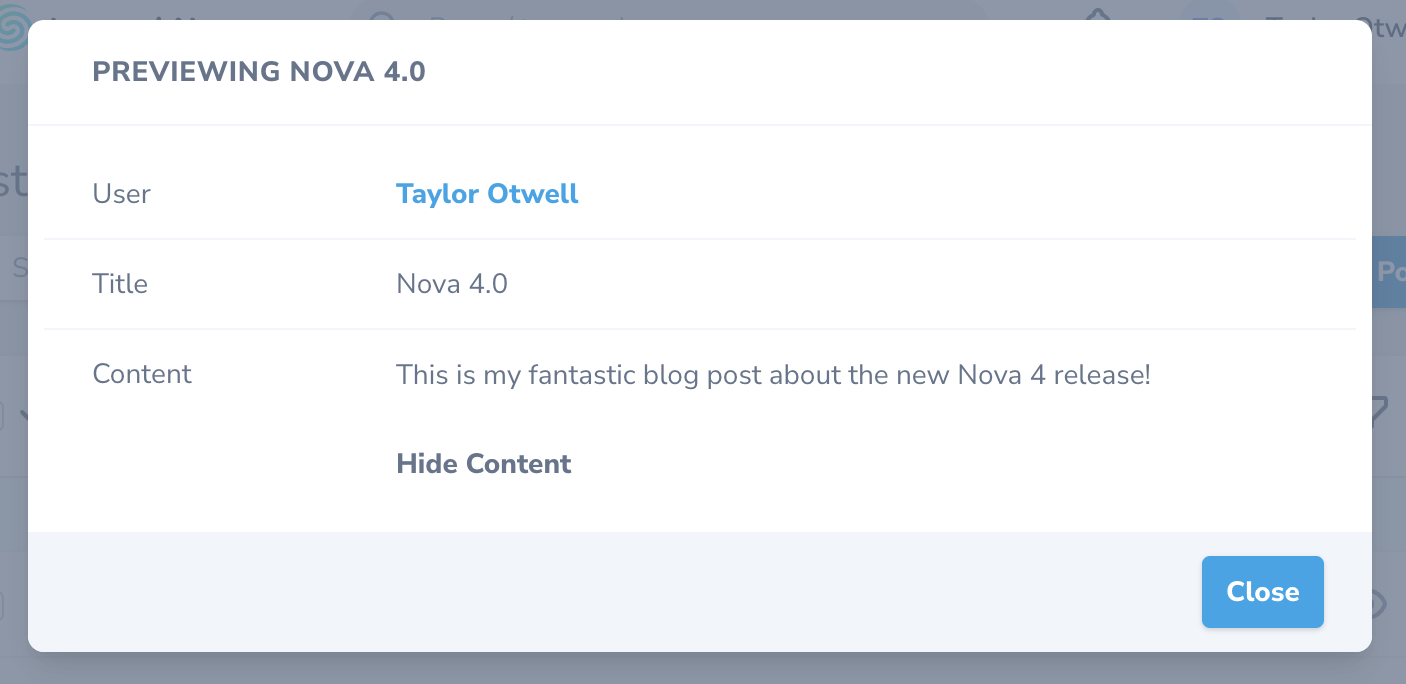 PREVIEWING NOVA 4.0
User Taylor Otwell
Title Nova 4.0
Content This is my fantastic blog post about the new Nova 4 release!
Hide Content
Close